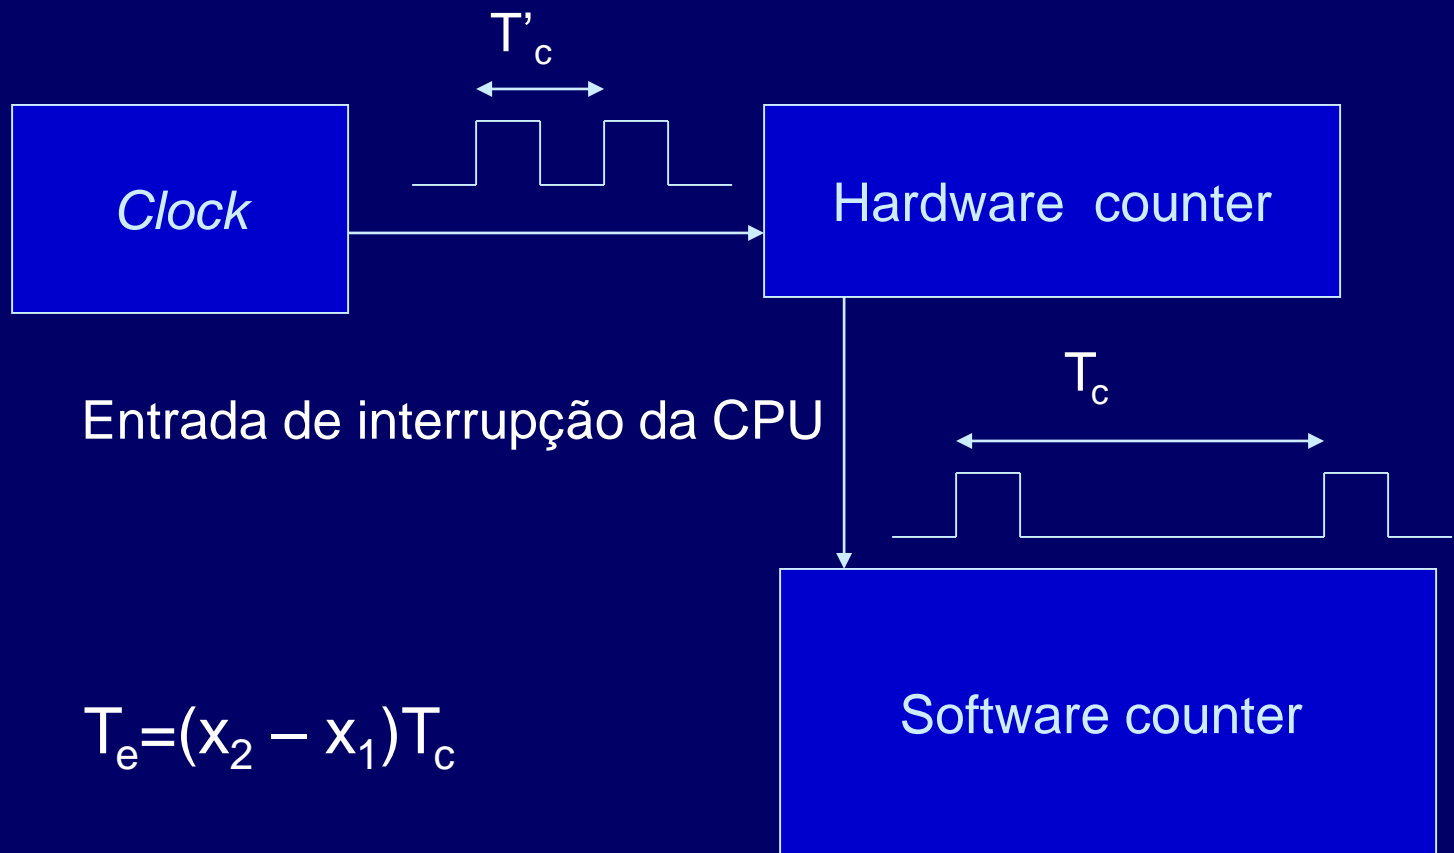 T’c
Clock
Hardware counter
Tc
Entrada de interrupção da CPU
Software counter
Te=(x2 – x1)Tc